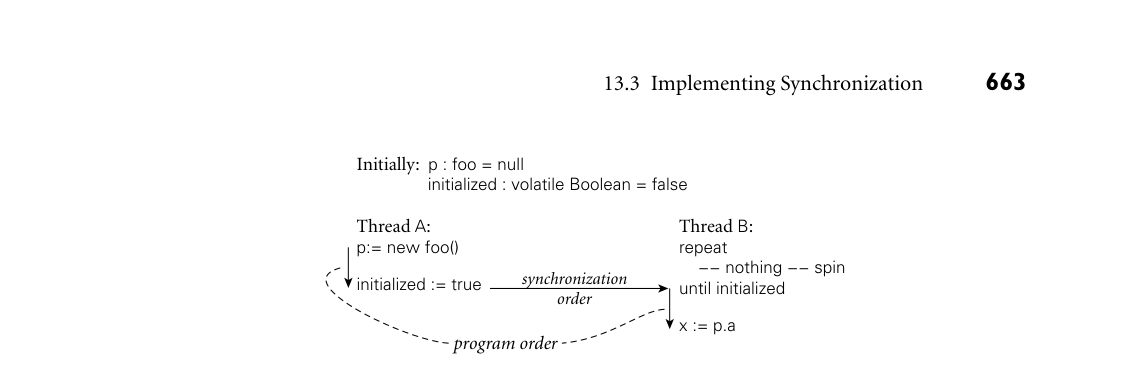 13.3 Implementing Synchronization 663
Initially: p : foo = null
initialized : volatile Boolean = false
Thread A:
p:= new foo()
initialized := true
synchronization
order
Thread B:
repeat
−− nothing −− spin
until initialized
x := p.a
program order